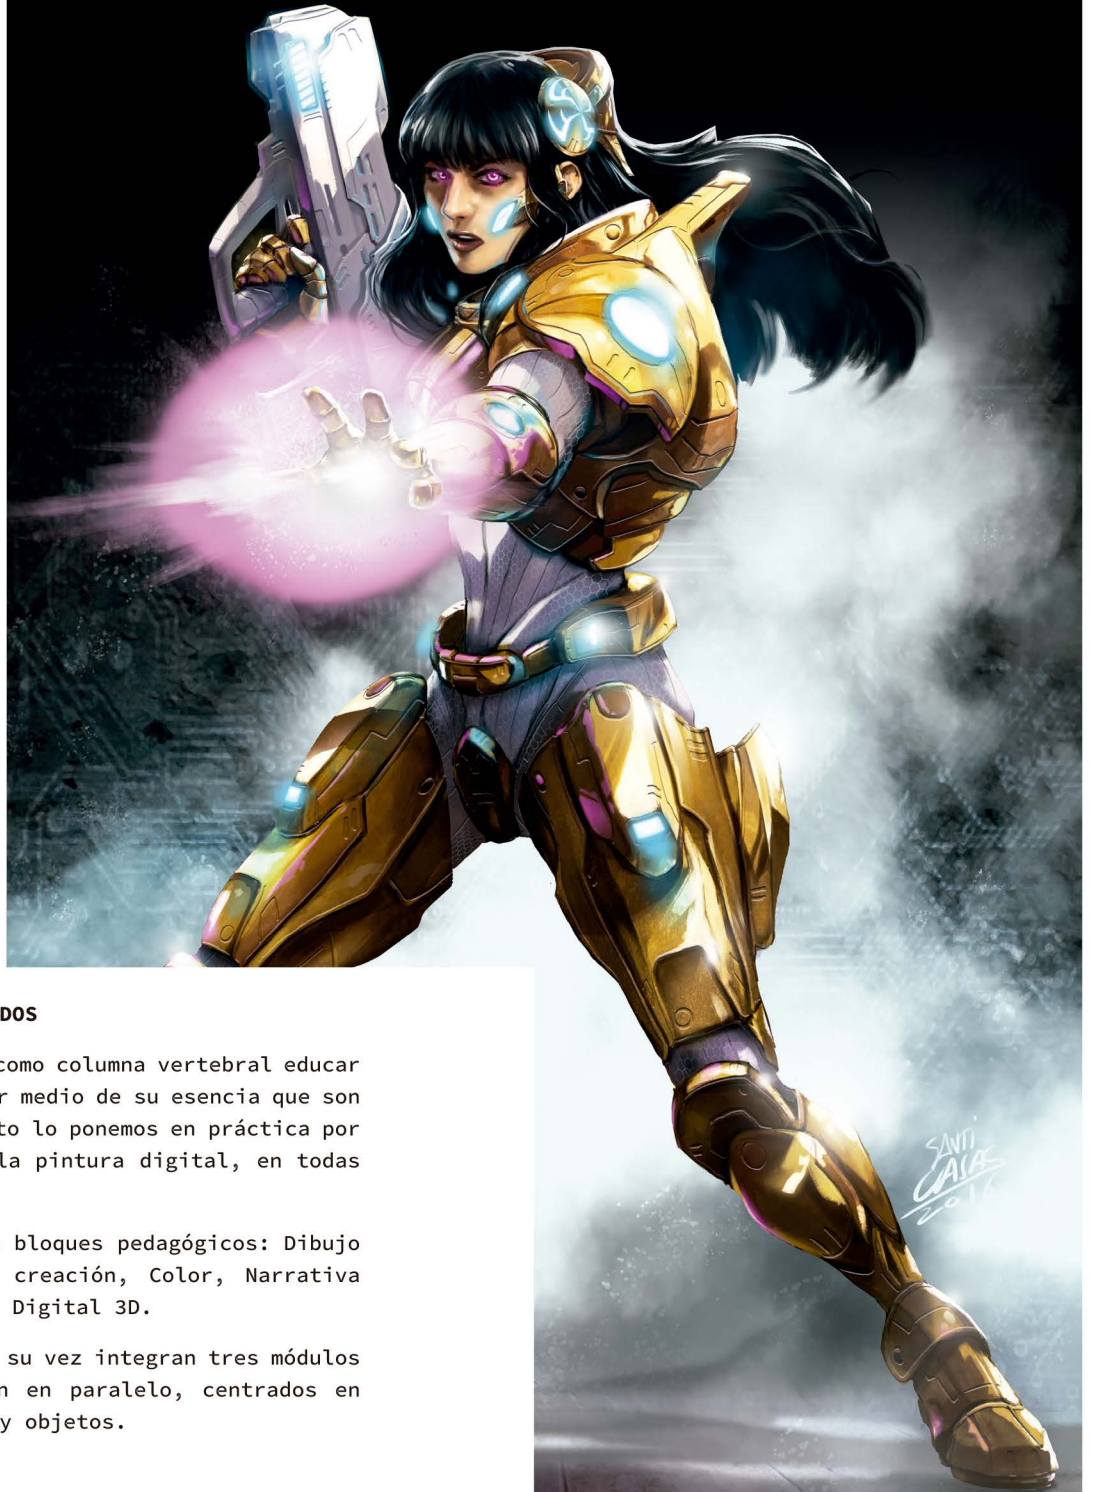 DOS
como columna vertebral educar
r medio de su esencia que son
to lo ponemos en práctica por
la pintura digital, en todas
bloques pedagógicos: Dibujo
creación, Color, Narrativa
Digital 3D.
su vez integran tres módulos
n en paralelo, centrados en
y objetos.
SANTI
CASAS
2016